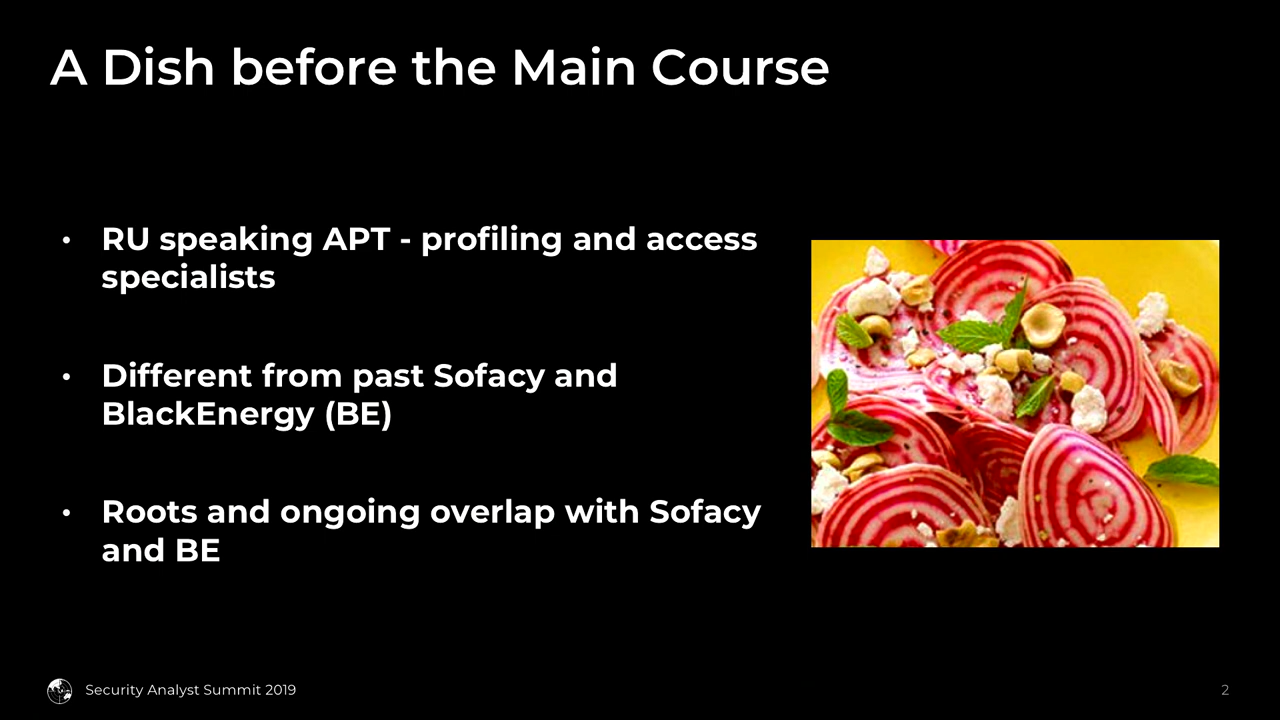 A Dish before the Main Course
• RU speaking APT - profiling and access
specialists
• Different from past Sofacy and
BlackEnergy (BE)
• Roots and ongoing overlap with Sofacy
and BE
Security Analyst Summit 2019
2